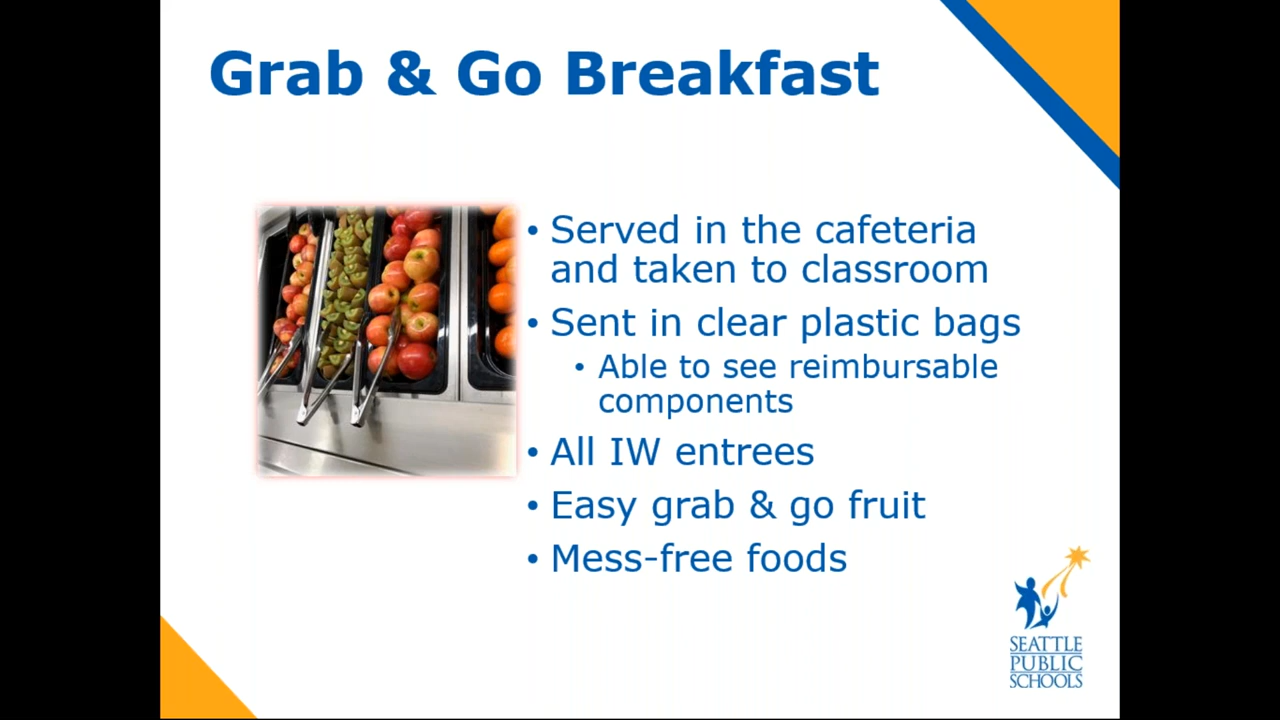 Grab & Go Breakfast
• Served in the cafeteria
and taken to classroom
• Sent in clear plastic bags
• Able to see reimbursable
components
• All IW entrees
• Easy grab & go fruit
• Mess-free foods
SEATTLE
PUBLIC
SCHOOLS